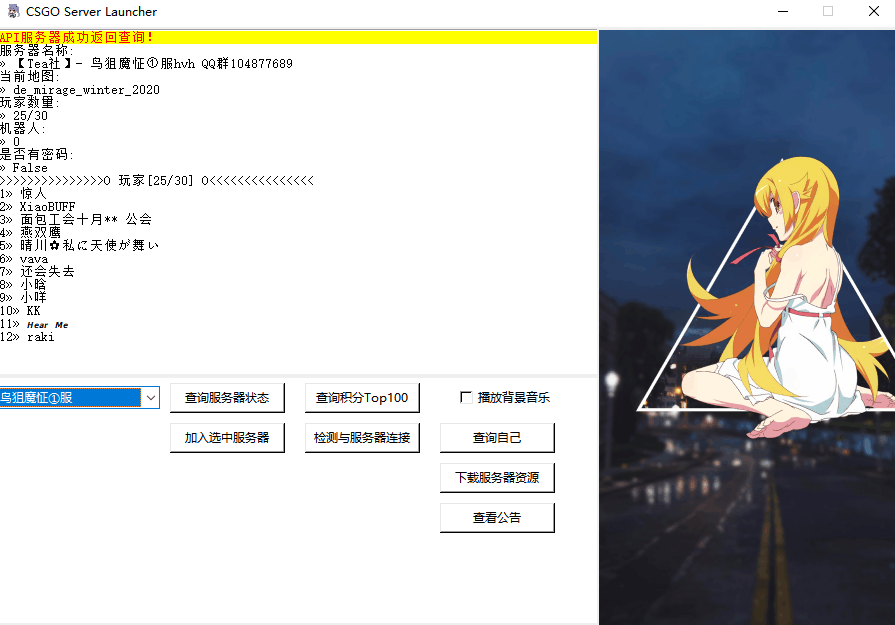 CSGO Server Launcher
API服务器成功返回查询!
服务器名称:
» 【Tea社】- 鸟狙魔怔①服hvh QQ群104877689
当前地图:
» de_mirage_winter_2020
玩家数量:
» 25/30
机器人:
» 0
是否有密码:
» False
>>>>>>>>>>>>>>>O 玩家[25/30] O<<<<<<<<<<<<<<<
1» 惊人
2» XiaoBUFF
3» 面包工会十月** 公会
4» 燕双鹰
5» 晴川✿私に天使が舞い
6» vava
7» 还会失去
8» 小晗
9» 小咩
10» KK
11» Hear Me
12» raki
鸟狙魔怔①服
查询服务器状态
查询积分Top100
播放背景音乐
加入选中服务器
检测与服务器连接
查询自己
下载服务器资源
查看公告